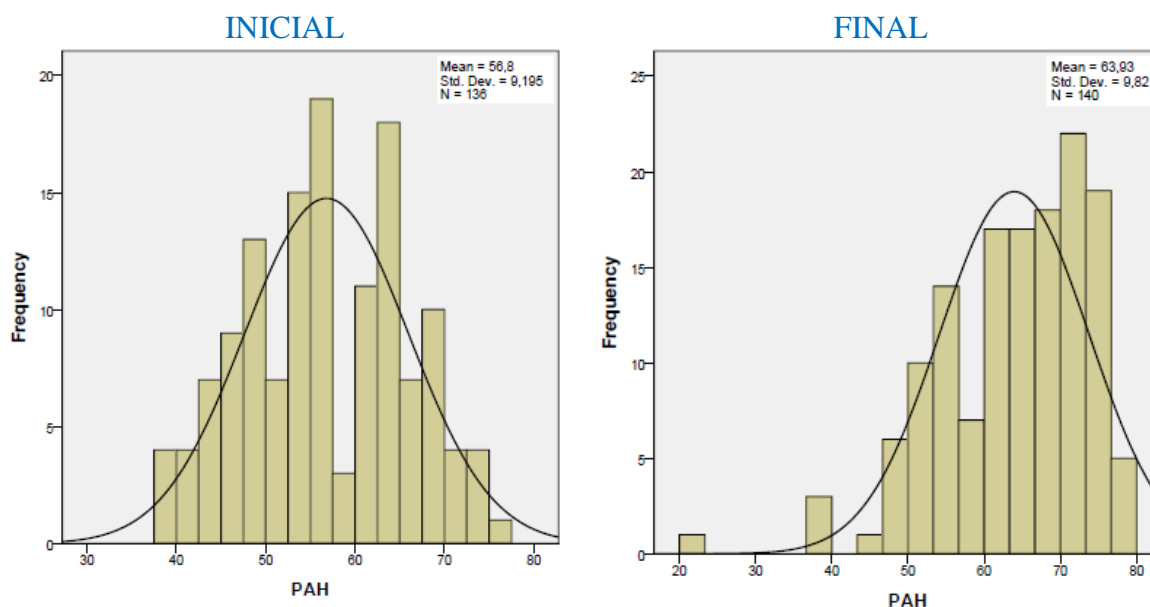 INICIAL
FINAL
Mean = 56,8
Std. Dev. = 9,195
N = 136
20
15
10
5
0
Frequency
30 40 50 60 70 80
PAH
Mean = 63,93
Std. Dev. = 9,82
N = 140
25
20
15
10
5
0
Frequency
20 30 40 50 60 70 80
PAH